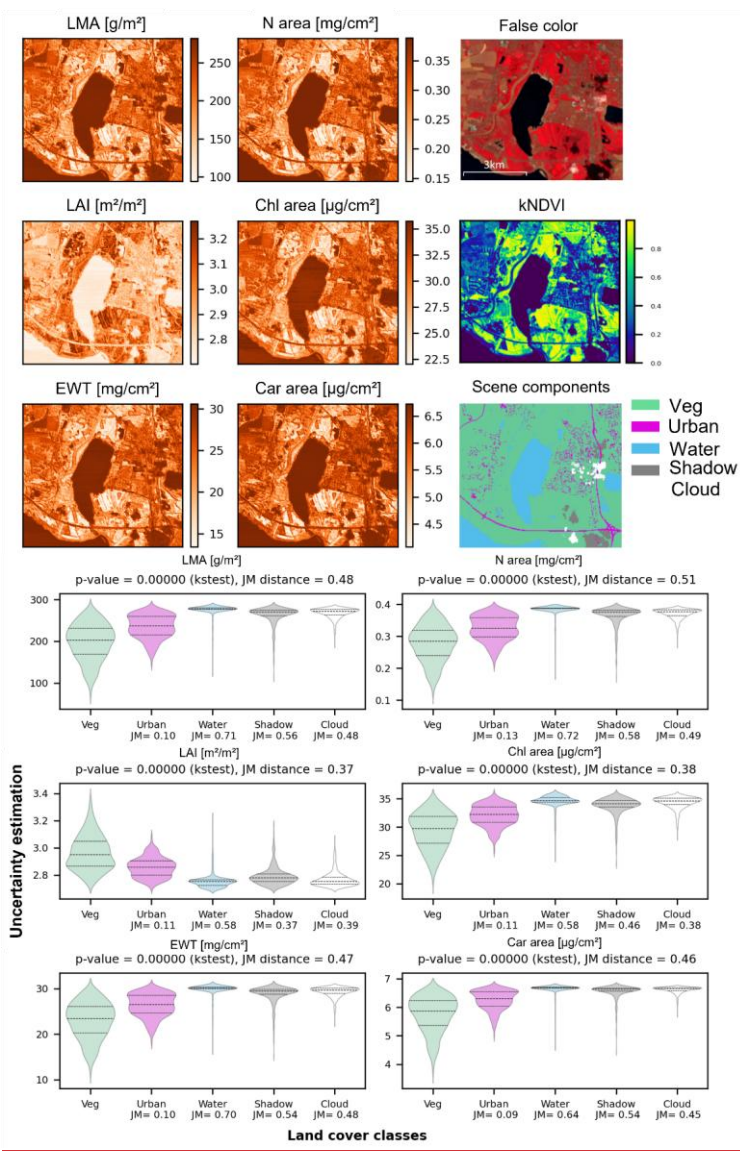 LMA [g/m²]
N area [mg/cm²]
False color
250
200
150
100
0.35
0.30
0.25
0.20
0.15
3km
LAI [m²/m²]
Chl area [µg/cm²]
kNDVI
3.2
3.1
3.0
2.9
2.8
35.0
32.5
30.0
27.5
25.0
22.5
0.8
0.6
0.4
0.2
0.0
EWT [mg/cm²]
Car area [µg/cm²]
Scene components
30
25
20
15
6.5
6.0
5.5
5.0
4.5
Veg
Urban
Water
Shadow
Cloud
LMA [g/m²]
p-value = 0.00000 (kstest), JM distance = 0.48
300
200
100
Veg
Urban
JM= 0.10
Water
JM= 0.71
Shadow
JM= 0.56
Cloud
JM= 0.48
N area [mg/cm²]
p-value = 0.00000 (kstest), JM distance = 0.51
0.4
0.3
0.2
0.1
Veg
Urban
JM= 0.13
Water
JM= 0.72
Shadow
JM= 0.58
Cloud
JM= 0.49
Uncertainty estimation
LAI [m²/m²]
p-value = 0.00000 (kstest), JM distance = 0.37
3.4
3.2
3.0
2.8
Veg
Urban
JM= 0.11
Water
JM= 0.58
Shadow
JM= 0.37
Cloud
JM= 0.39
Chl area [µg/cm²]
p-value = 0.00000 (kstest), JM distance = 0.38
35
30
25
20
Veg
Urban
JM= 0.11
Water
JM= 0.58
Shadow
JM= 0.46
Cloud
JM= 0.38
EWT [mg/cm²]
p-value = 0.00000 (kstest), JM distance = 0.47
30
20
10
Veg
Urban
JM= 0.10
Water
JM= 0.70
Shadow
JM= 0.54
Cloud
JM= 0.48
Car area [µg/cm²]
p-value = 0.00000 (kstest), JM distance = 0.46
7
6
5
4
Veg
Urban
JM= 0.09
Water
JM= 0.64
Shadow
JM= 0.54
Cloud
JM= 0.45
Land cover classes